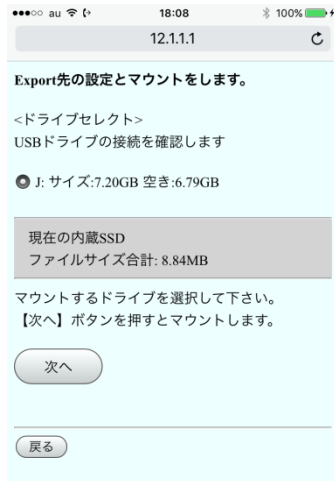 au 18:08 100%
12.1.1.1
Export先の設定とマウントをします。
<ドライブセレクト>
USBドライブの接続を確認します
J: サイズ:7.20GB 空き:6.79GB
現在の内蔵SSD
ファイルサイズ合計: 8.84MB
マウントするドライブを選択して下さい。
【次へ】ボタンを押すとマウントします。
次へ
戻る